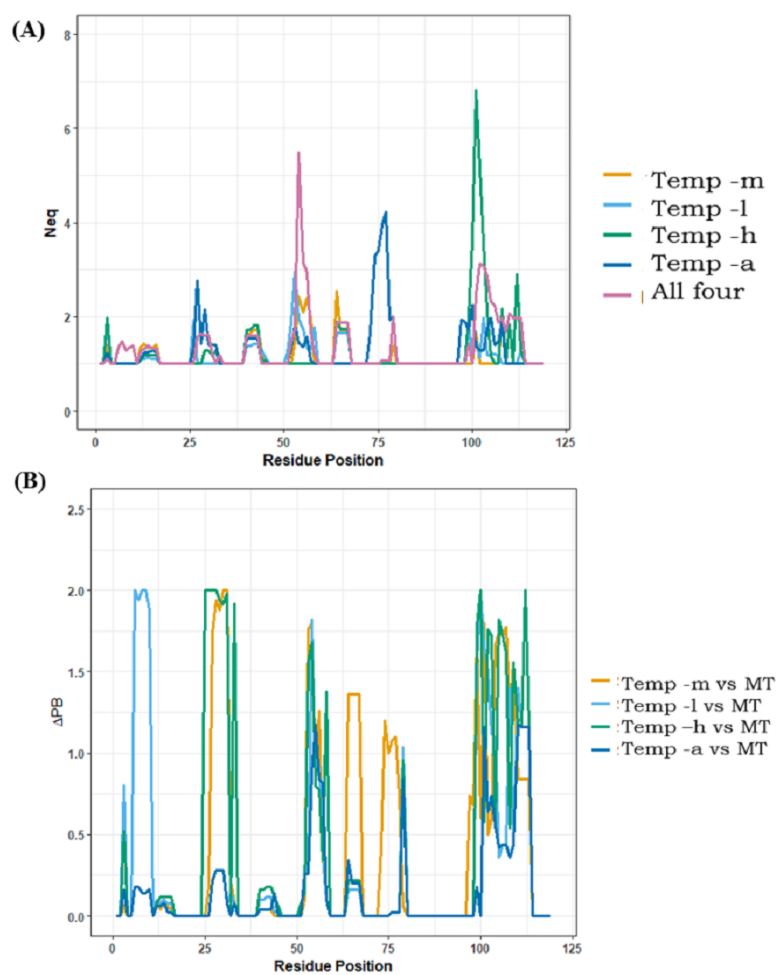 (A)
8
6
4
2
0
Neq
0 25 50 75 100 125
Residue Position
Temp -m
Temp -l
Temp -h
Temp -a
All four
(B)
2.5
2.0
1.5
1.0
0.5
0.0
ΔPB
0 25 50 75 100 125
Residue Position
Temp -m vs MT
Temp -l vs MT
Temp -h vs MT
Temp -a vs MT